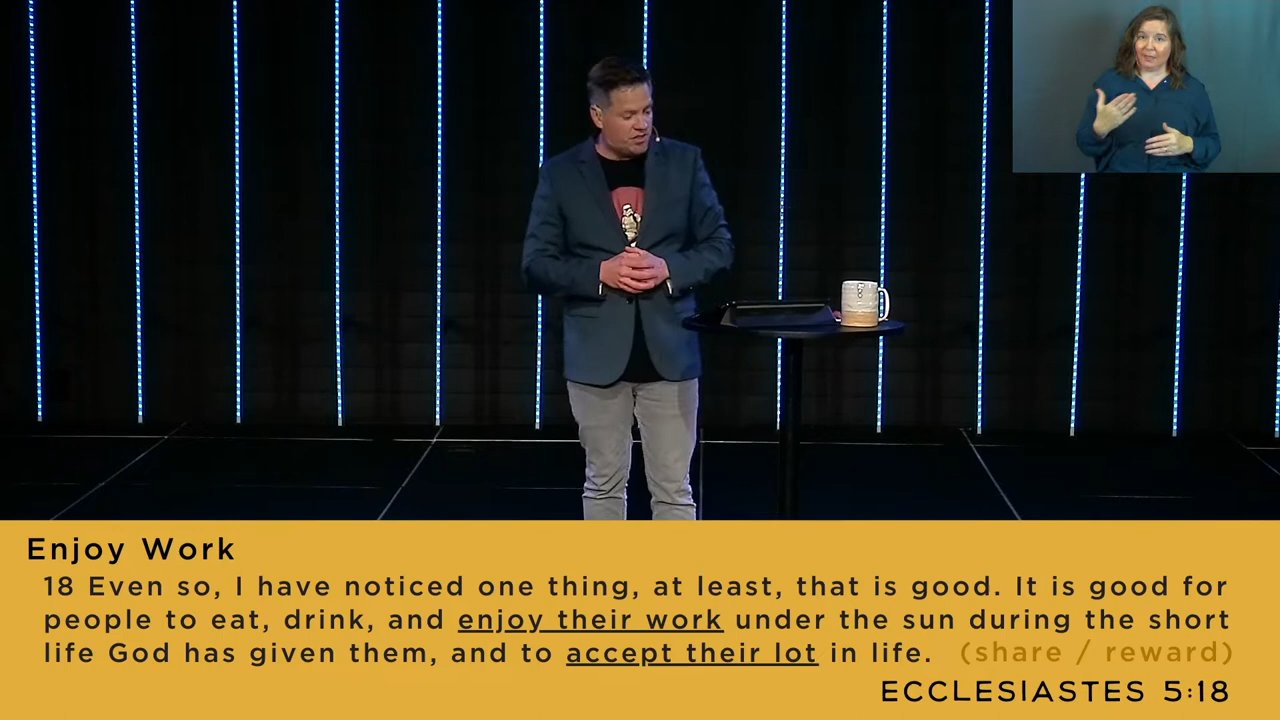 Enjoy Work
18 Even so, I have noticed one thing, at least, that is good. It is good for
people to eat, drink, and enjoy their work under the sun during the short
life God has given them, and to accept their lot in life. (share / reward)
ECCLESIASTES 5:18